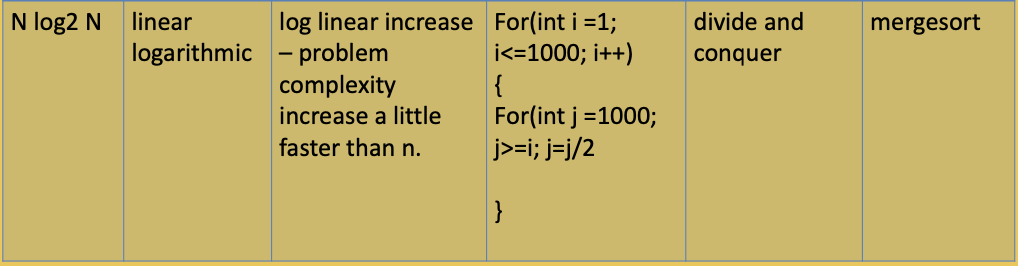 N log2 N
linear
logarithmic
log linear increase
– problem
complexity
increase a little
faster than n.
For(int i =1;
i<=1000; i++)
{
For(int j =1000;
j>=i; j=j/2
}
divide and
conquer
mergesort